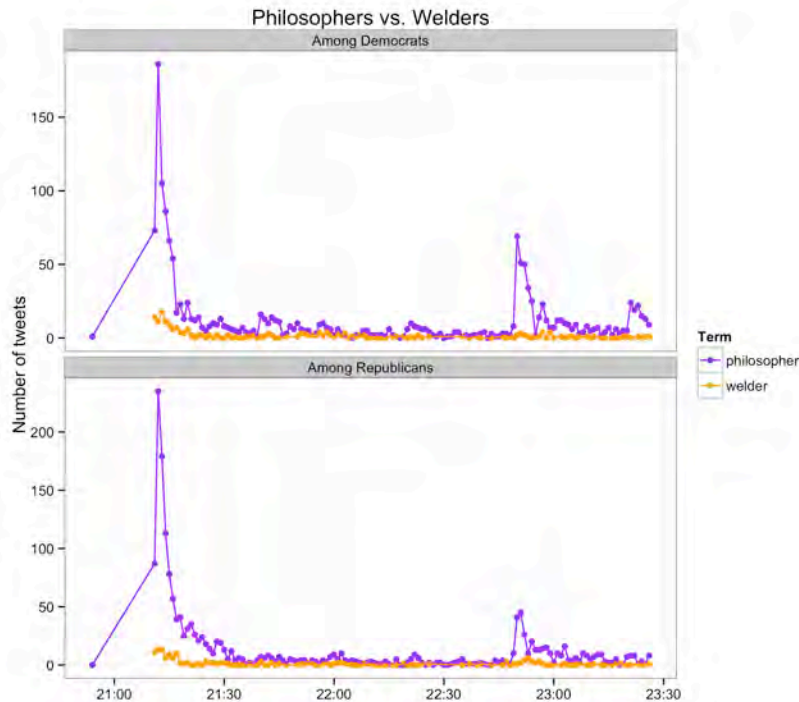 Philosophers vs. Welders
Among Democrats
150
100
50
0
Among Republicans
200
150
100
50
0
Number of tweets
21:00 21:30 22:00 22:30 23:00 23:30
Term
philosopher
welder